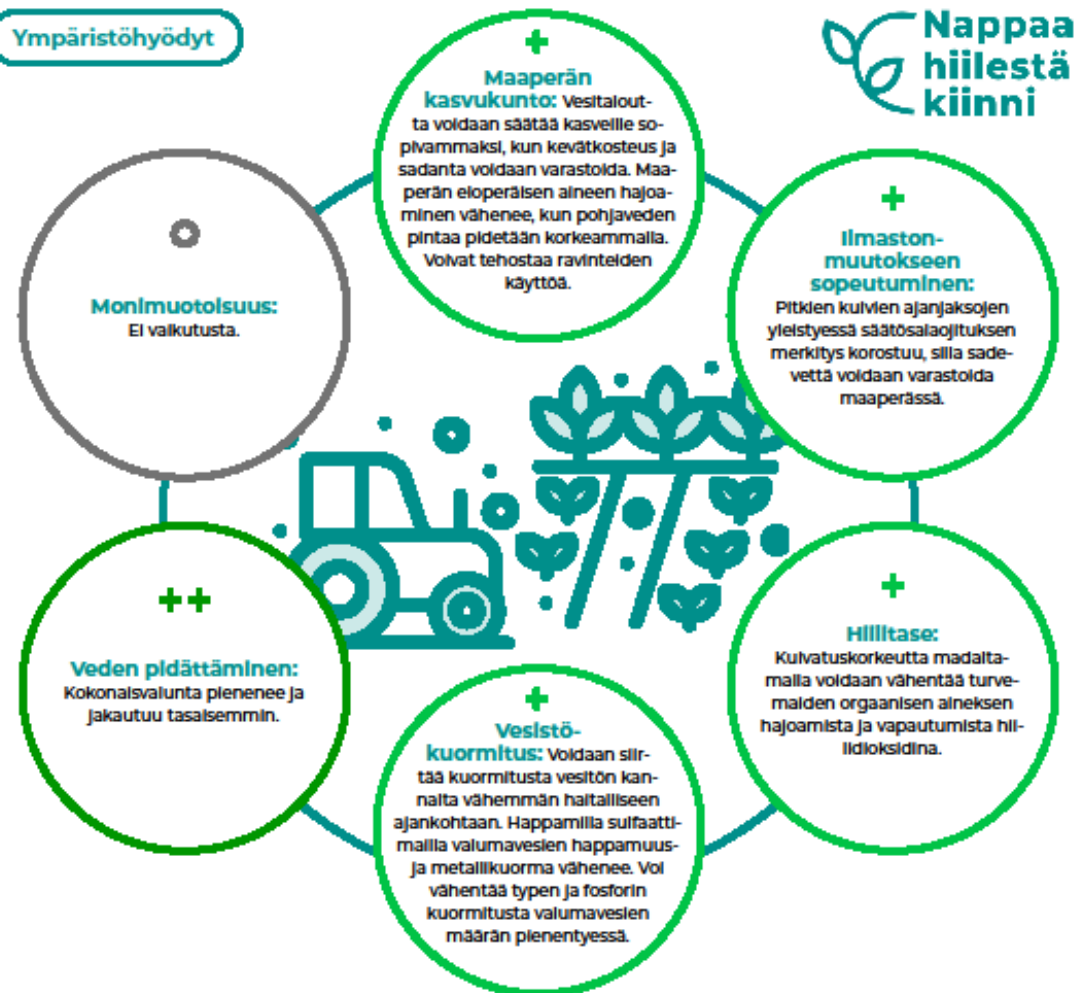 Ympäristöhyödyt
Nappaa
hiilestä
kiinni
+
Maaperän
kasvukunto: Vesitalout-
ta voidaan säätää kasveille so-
pivammaksi, kun kevätkosteus ja
sadanta voidaan varastoida. Maa-
perän eloperäisen aineen hajoa-
minen vähenee, kun pohjaveden
pintaa pidetään korkeammalla.
Voivat tehostaa ravinteiden
käyttöä.
+
Ilmaston-
muutokseen
sopeutuminen:
Pitkien kuivien ajanjaksojen
yleistyessä säätösalaojituksen
merkitys korostuu, sillä sade-
vettä voidaan varastoida
maaperässä.
+
Hiilitase:
Kuivatuskorkeutta madalta-
malla voidaan vähentää turve-
maiden orgaanisen aineksen
hajoamista ja vapautumista hii-
lidioksidina.
+
Vesistö-
kuormitus: Voidaan siir-
tää kuormitusta vesitön kan-
nalta vähemmän haitalliseen
ajankohtaan. Happamilla sulfaatti-
mailla valumavesien happamuus-
ja metallikuorma vähenee. Voi
vähentää typen ja fosforin
kuormitusta valumavesien
määrän pienentyessä.
++
Veden pidättäminen:
Kokonaisvalunta pienenee ja
jakautuu tasaisemmin.
Monimuotoisuus:
Ei vaikutusta.